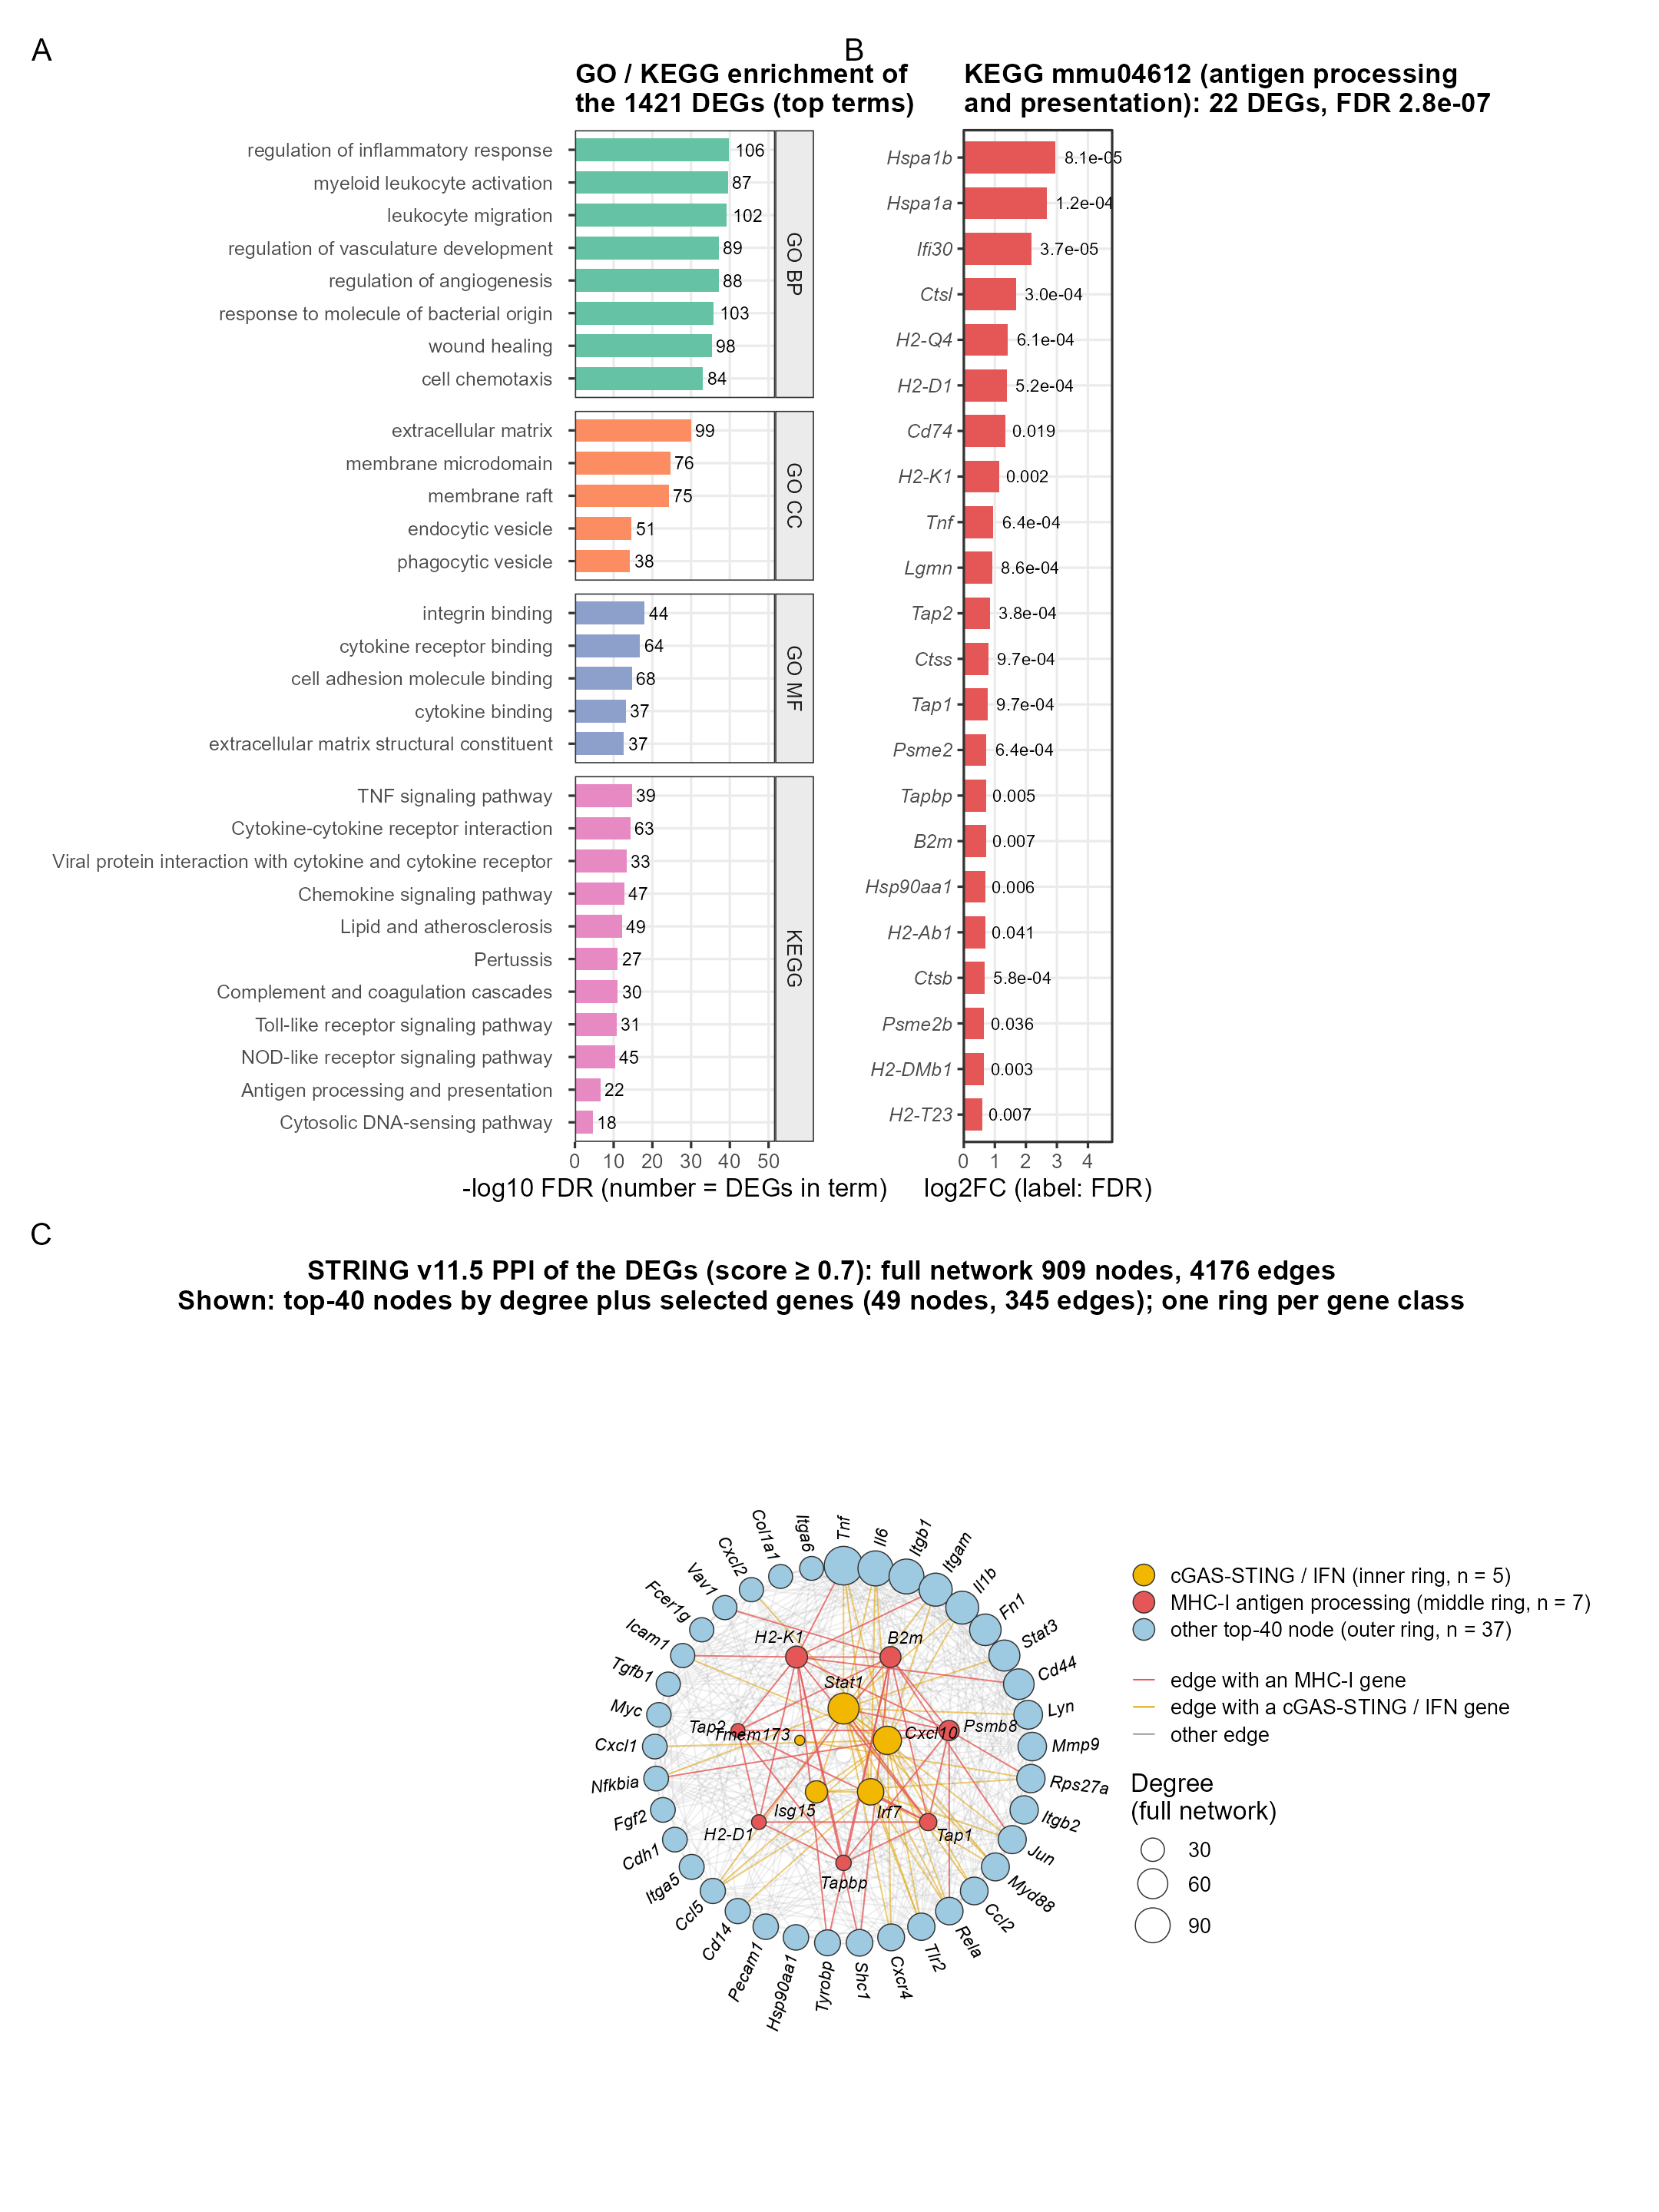 A
GO / KEGG enrichment of
the 1421 DEGs (top terms)
regulation of inflammatory response 106
myeloid leukocyte activation 87
leukocyte migration 102
regulation of vasculature development 89
regulation of angiogenesis 88
response to molecule of bacterial origin 103
wound healing 98
cell chemotaxis 84
GO BP
extracellular matrix 99
membrane microdomain 76
membrane raft 75
endocytic vesicle 51
phagocytic vesicle 38
GO CC
integrin binding 44
cytokine receptor binding 64
cell adhesion molecule binding 68
cytokine binding 37
extracellular matrix structural constituent 37
GO MF
TNF signaling pathway 39
Cytokine-cytokine receptor interaction 63
Viral protein interaction with cytokine and cytokine receptor 33
Chemokine signaling pathway 47
Lipid and atherosclerosis 49
Pertussis 27
Complement and coagulation cascades 30
Toll-like receptor signaling pathway 31
NOD-like receptor signaling pathway 45
Antigen processing and presentation 22
Cytosolic DNA-sensing pathway 18
KEGG
0 10 20 30 40 50
-log10 FDR (number = DEGs in term)
B
KEGG mmu04612 (antigen processing
and presentation): 22 DEGs, FDR 2.8e-07
Hspa1b 8.1e-05
Hspa1a 1.2e-04
Ifi30 3.7e-05
Ctsl 3.0e-04
H2-Q4 6.1e-04
H2-D1 5.2e-04
Cd74 0.019
H2-K1 0.002
Tnf 6.4e-04
Lgmn 8.6e-04
Tap2 3.8e-04
Ctss 9.7e-04
Tap1 9.7e-04
Psme2 6.4e-04
Tapbp 0.005
B2m 0.007
Hsp90aa1 0.006
H2-Ab1 0.041
Ctsb 5.8e-04
Psme2b 0.036
H2-DMb1 0.003
H2-T23 0.007
0 1 2 3 4
log2FC (label: FDR)
C
STRING v11.5 PPI of the DEGs (score ≥ 0.7): full network 909 nodes, 4176 edges
Shown: top-40 nodes by degree plus selected genes (49 nodes, 345 edges); one ring per gene class
Tnf
Il6
Itgb1
Itgam
Il1b
Fn1
Stat3
Cd44
Lyn
Mmp9
Rps27a
Itgb2
Jun
Myd88
Ccl2
Rela
Tlr2
Cxcr4
Shc1
Tyrobp
Hsp90aa1
Pecam1
Cd14
Ccl5
Itga5
Cdh1
Fgf2
Nfkbia
Cxcl1
Myc
Tgfb1
Icam1
Fcer1g
Vav1
Cxcl2
Col1a1
Itga6
H2-K1
B2m
Stat1
Tap2
Tmem173
Cxcl10
Psmb8
Isg15
Irf7
H2-D1
Tap1
Tapbp
cGAS-STING / IFN (inner ring, n = 5)
MHC-I antigen processing (middle ring, n = 7)
other top-40 node (outer ring, n = 37)
edge with an MHC-I gene
edge with a cGAS-STING / IFN gene
other edge
Degree
(full network)
30
60
90